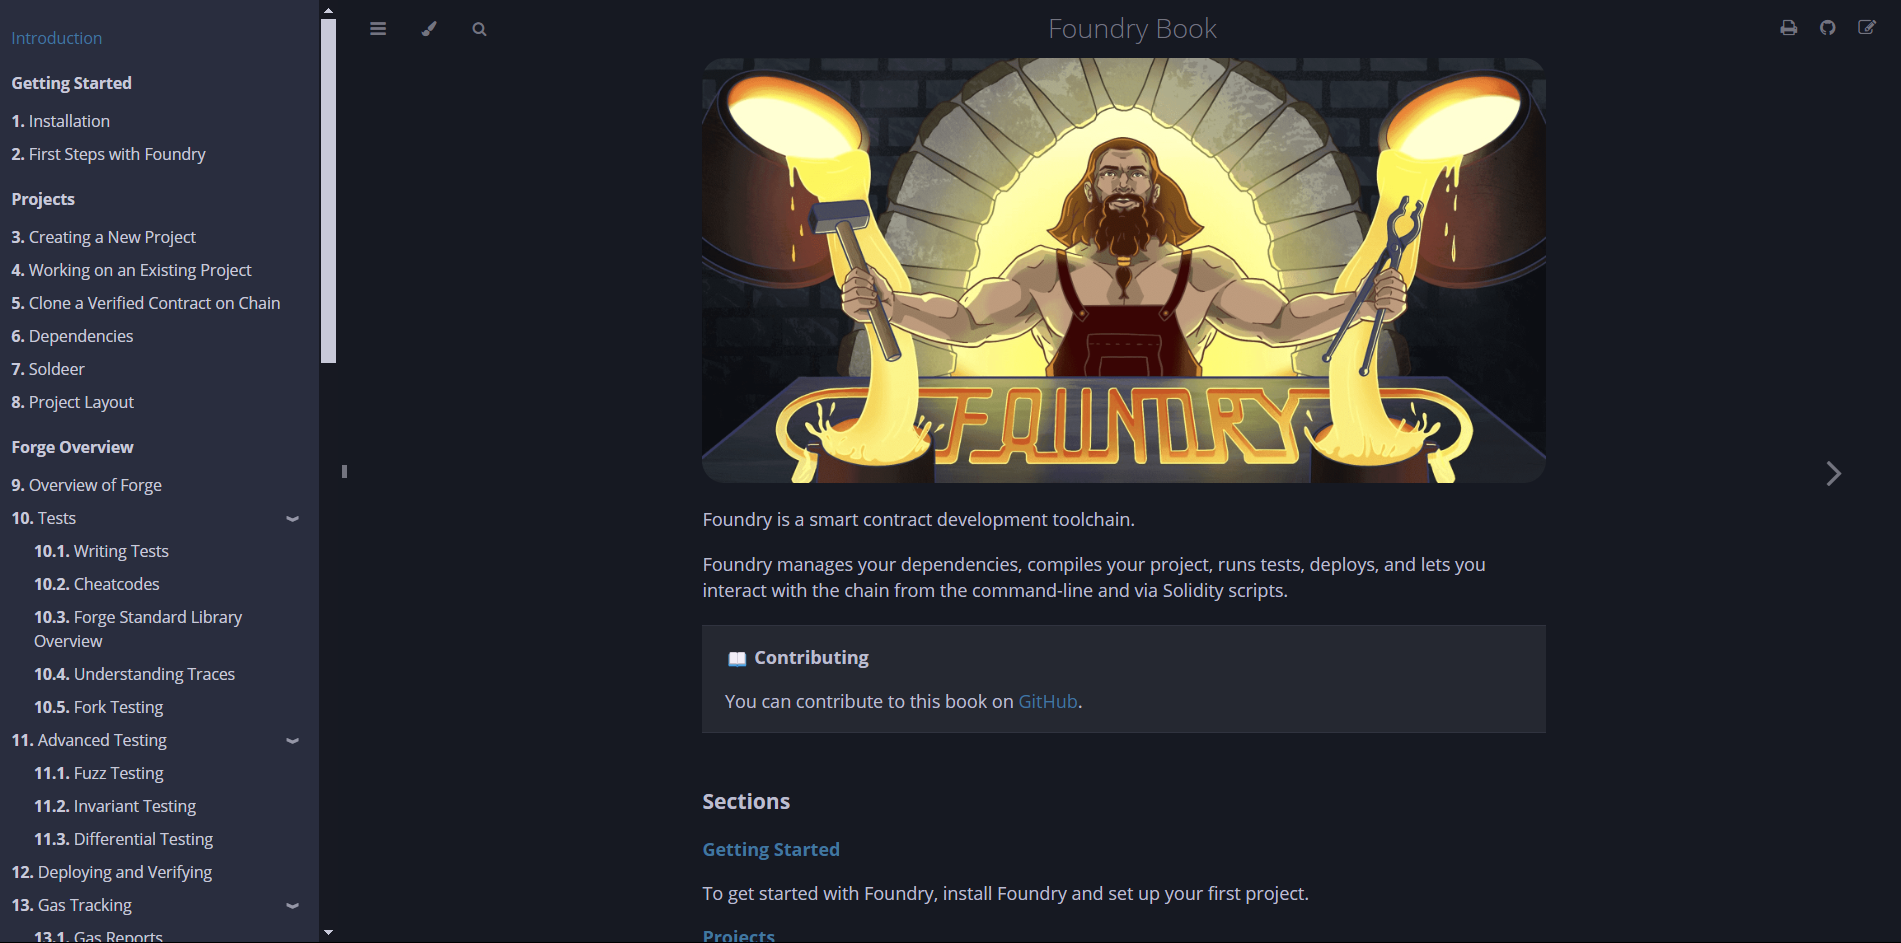 Introduction
Getting Started
1. Installation
2. First Steps with Foundry
Projects
3. Creating a New Project
4. Working on an Existing Project
5. Clone a Verified Contract on Chain
6. Dependencies
7. Soldeer
8. Project Layout
Forge Overview
9. Overview of Forge
10. Tests
10.1. Writing Tests
10.2. Cheatcodes
10.3. Forge Standard Library
Overview
10.4. Understanding Traces
10.5. Fork Testing
11. Advanced Testing
11.1. Fuzz Testing
11.2. Invariant Testing
11.3. Differential Testing
12. Deploying and Verifying
13. Gas Tracking
13.1. Gas Reports
Foundry Book
FOUNDRY
Foundry is a smart contract development toolchain.
Foundry manages your dependencies, compiles your project, runs tests, deploys, and lets you
interact with the chain from the command-line and via Solidity scripts.
📖 Contributing
You can contribute to this book on GitHub.
Sections
Getting Started
To get started with Foundry, install Foundry and set up your first project.
Projects